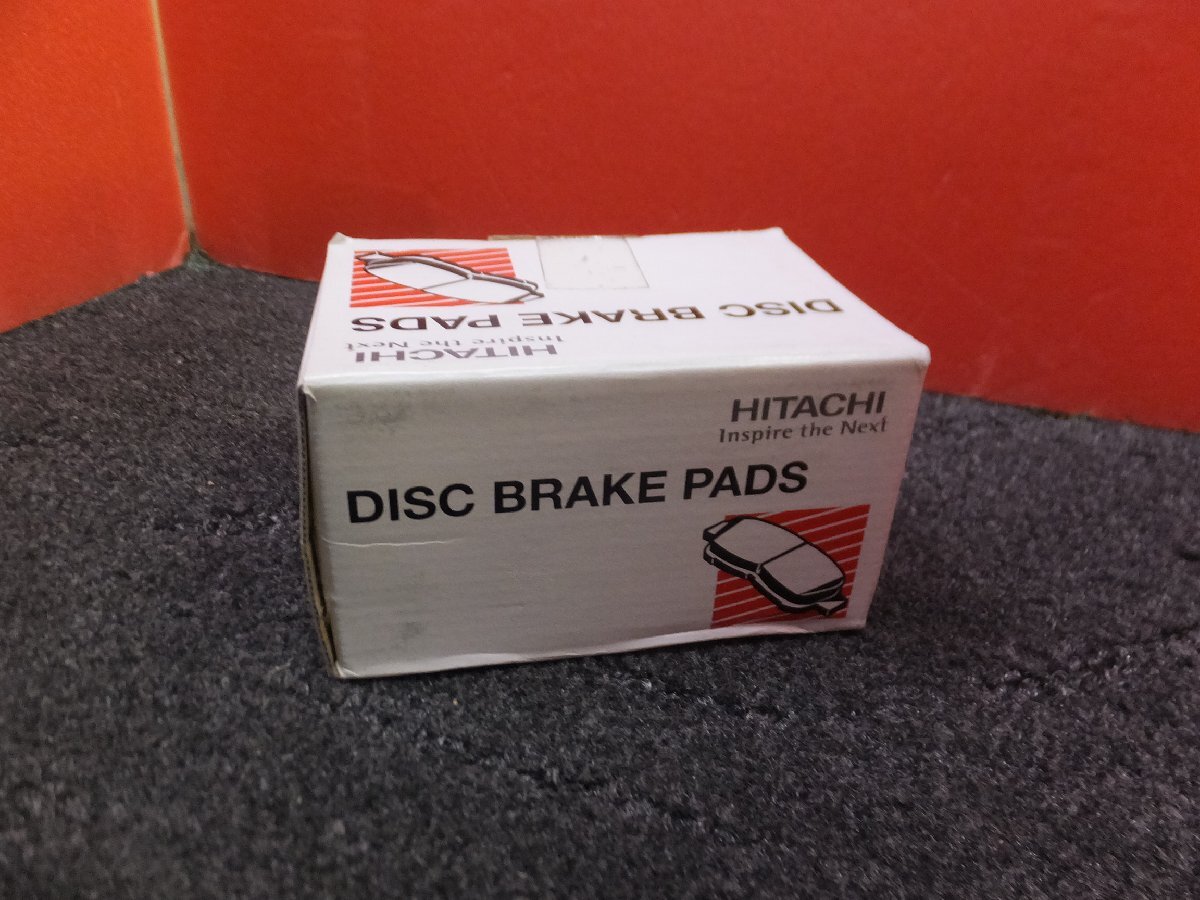 DISC BRAKE PADS
HITACHI
Inspire the Next
HITACHI
Inspire the Next
DISC BRAKE PADS